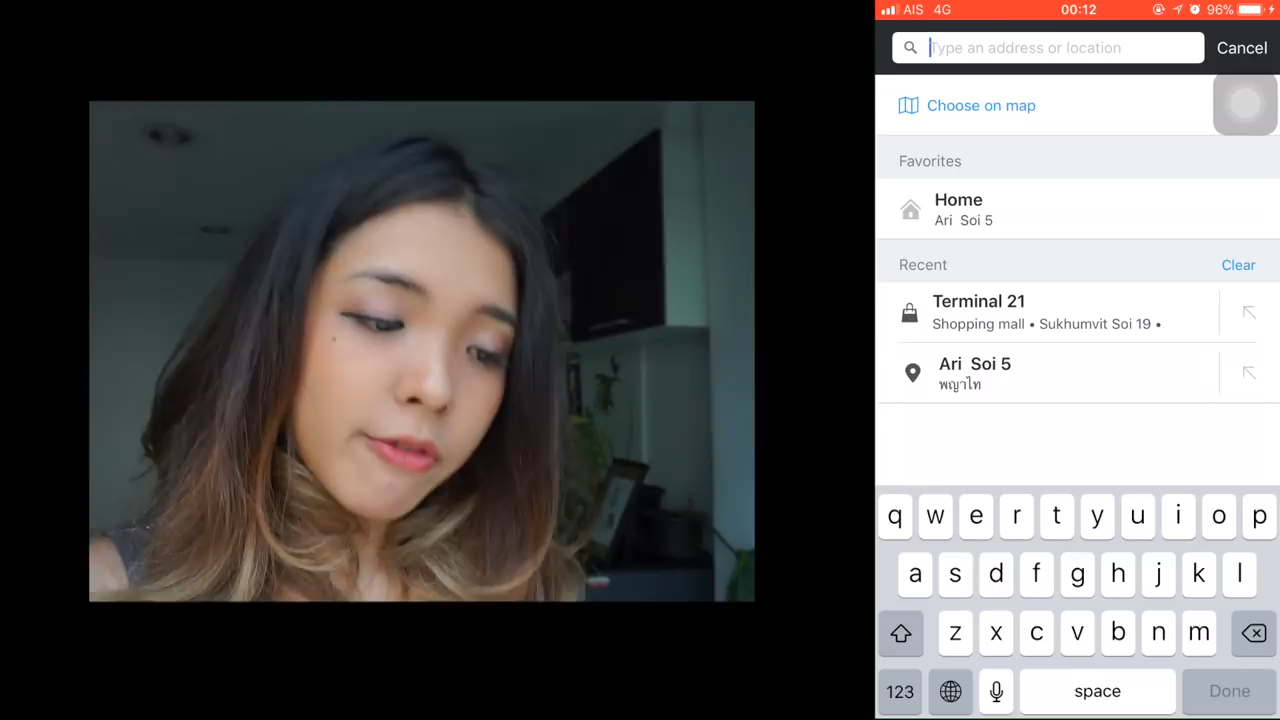 AIS 4G 00:12 96%
Type an address or location Cancel
Choose on map
Favorites
Home
Ari Soi 5
Recent Clear
Terminal 21
Shopping mall • Sukhumvit Soi 19 •
Ari Soi 5
พญาไท
q w e r t y u i o p
a s d f g h j k l
z x c v b n m
123 space Done